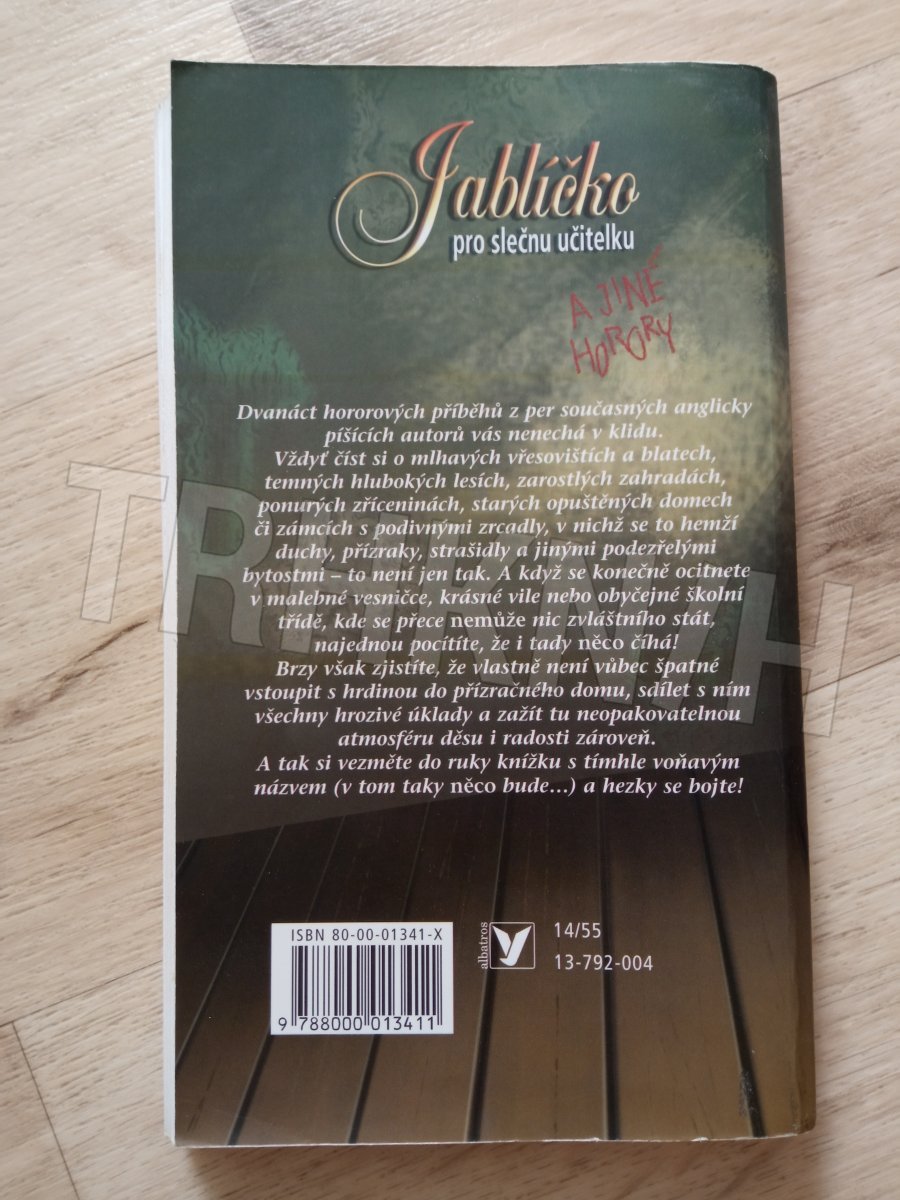 Jablíčko
pro slečnu učitelku
A JINÉ
HORORY
Dvanáct hororových příběhů z per současných anglicky
píšících autorů vás nenechá v klidu.
Vždyť číst si o mlhavých vřesovištích a blatech,
temných hlubokých lesích, zarostlých zahradách,
ponurých zříceninách, starých opuštěných domech
či zámcích s podivnými zrcadly, v nichž se to hemží
duchy, přízraky, strašidly a jinými podezřelými
bytostmi – to není jen tak. A když se konečně ocitnete
v malebné vesničce, krásné vile nebo obyčejné školní
třídě, kde se přece nemůže nic zvláštního stát,
najednou pocítíte, že i tady něco číhá!
Brzy však zjistíte, že vlastně není vůbec špatné
vstoupit s hrdinou do přízračného domu, sdílet s ním
všechny hrozivé úklady a zažít tu neopakovatelnou
atmosféru děsu i radosti zároveň.
A tak si vezměte do ruky knížku s tímhle voňavým
názvem (v tom taky něco bude...) a hezky se bojte!
TRHKNIH
ISBN 80-00-01341-X
9 788000 013411
albatros
14/55
13-792-004